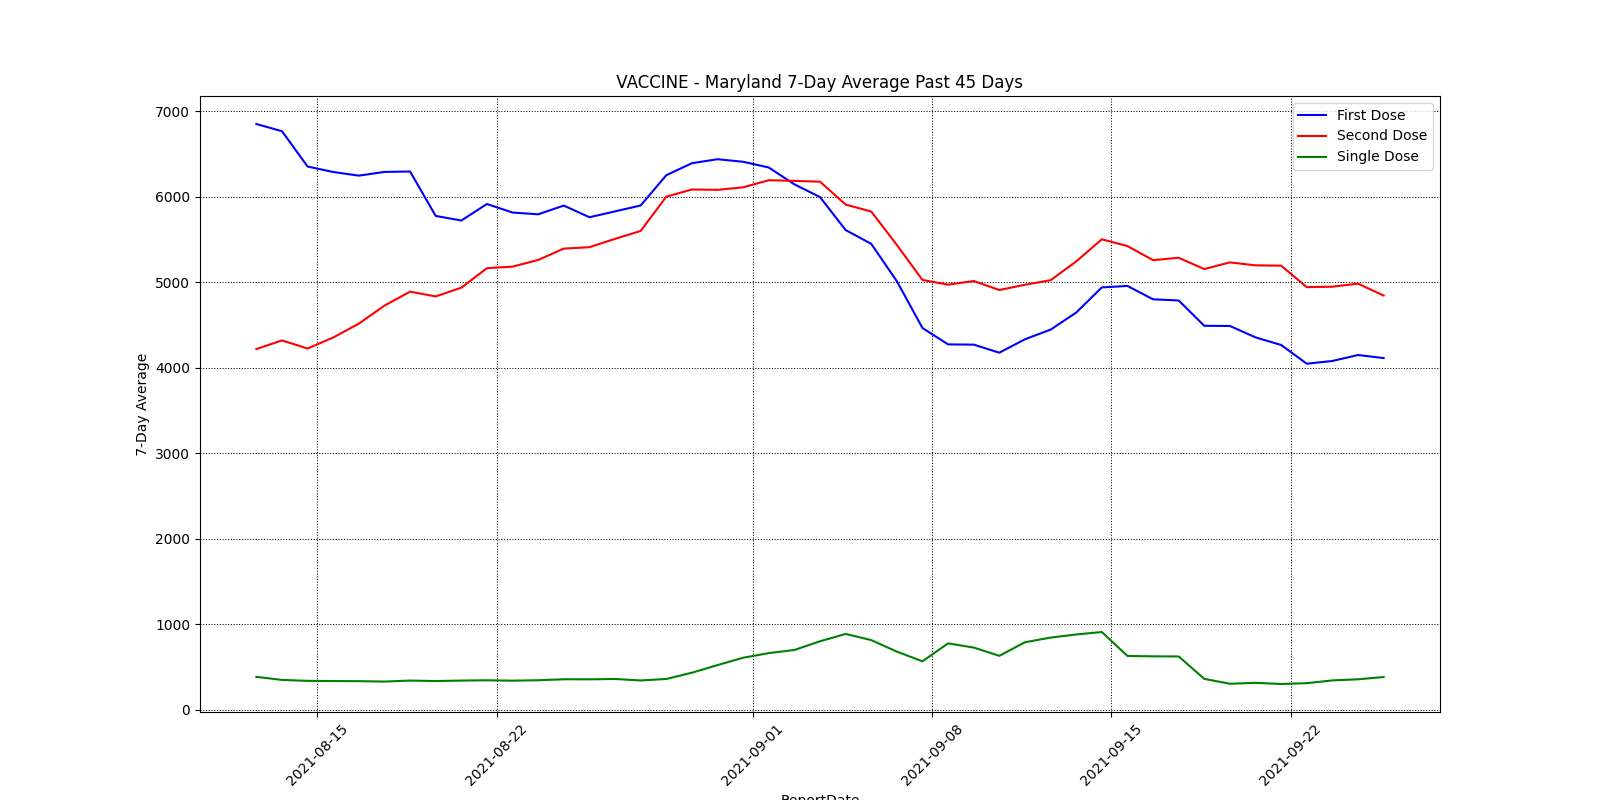 VACCINE - Maryland 7-Day Average Past 45 Days
First Dose
Second Dose
Single Dose
7-Day Average
7000
6000
5000
4000
3000
2000
1000
0
2021-08-15
2021-08-22
2021-09-01
2021-09-08
2021-09-15
2021-09-22
ReportDate